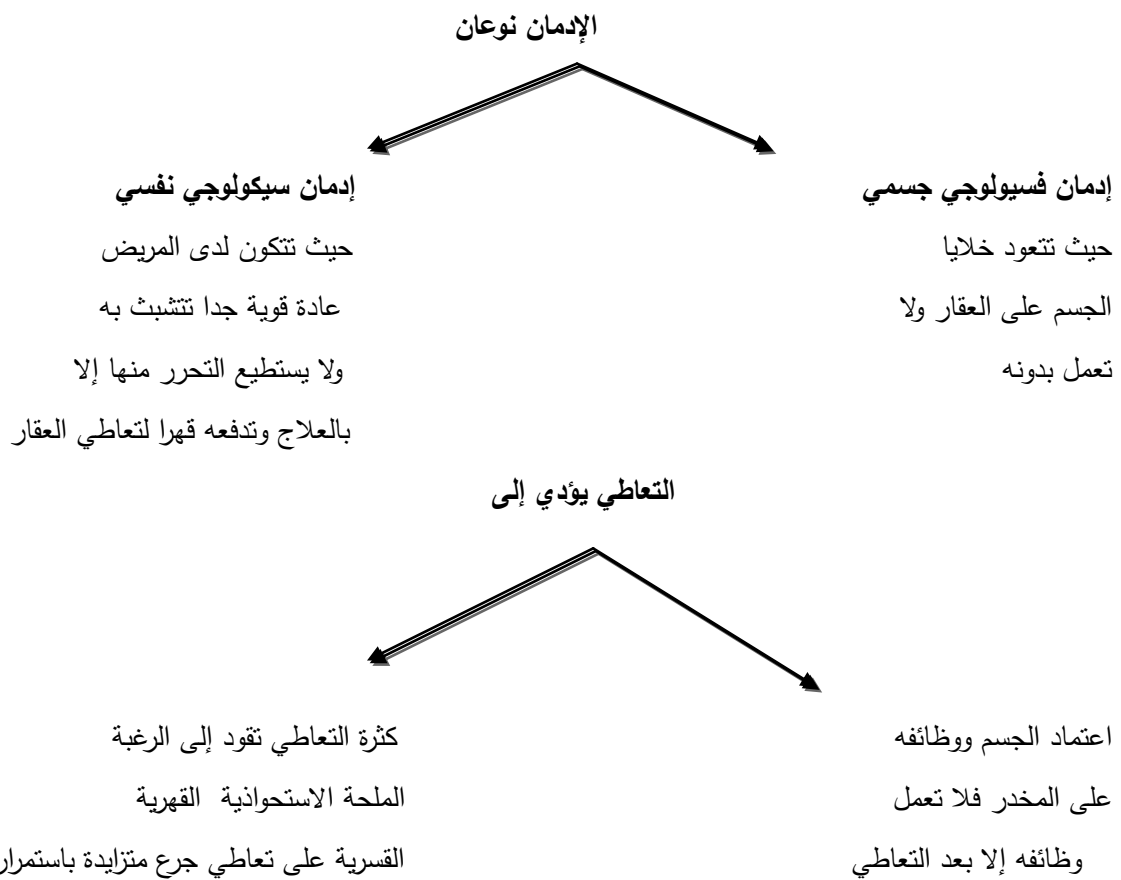 الإدمان نوعان
إدمان فسيولوجي جسمي
حيث تتعود خلايا
الجسم على العقار ولا
تعمل بدونه
إدمان سيكولوجي نفسي
حيث تتكون لدى المريض
عادة قوية جدا تتشبث به
ولا يستطيع التحرر منها إلا
بالعلاج وتدفعه قهرا لتعاطي العقار
التعاطي يؤدي إلى
اعتماد الجسم ووظائفه
على المخدر فلا تعمل
وظائفه إلا بعد التعاطي
كثرة التعاطي تقود إلى الرغبة
الملحة الاستحواذية القهرية
القسرية على تعاطي جرع متزايدة باستمرار